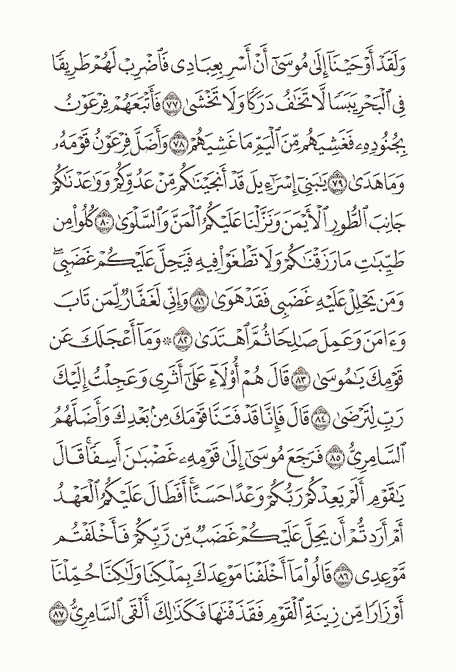 وَلَقَدْ أَوْحَيْنَآ إِلَىٰ مُوسَىٰٓ أَنْ أَسْرِ بِعِبَادِى فَٱضْرِبْ لَهُمْ طَرِيقًا
فِى ٱلْبَحْرِ يَبَسًا لَّا تَخَٰفُ دَرَكًا وَلَا تَخْشَىٰ ٧٧ فَأَتْبَعَهُمْ فِرْعَوْنُ
بِجُنُودِهِۦ فَغَشِيَهُم مِّنَ ٱلْيَمِّ مَا غَشِيَهُمْ ٧٨ وَأَضَلَّ فِرْعَوْنُ قَوْمَهُۥ
وَمَا هَدَىٰ ٧٩ يَٰبَنِىٓ إِسْرَٰٓءِيلَ قَدْ أَنجَيْنَٰكُم مِّنْ عَدُوِّكُمْ وَوَٰعَدْنَٰكُمْ
جَانِبَ ٱلطُّورِ ٱلْأَيْمَنَ وَنَزَّلْنَا عَلَيْكُمُ ٱلْمَنَّ وَٱلسَّلْوَىٰ ٨٠ كُلُوا۟ مِن
طَيِّبَٰتِ مَا رَزَقْنَٰكُمْ وَلَا تَطْغَوْا۟ فِيهِ فَيَحِلَّ عَلَيْكُمْ غَضَبِى ۖ
وَمَن يَحْلِلْ عَلَيْهِ غَضَبِى فَقَدْ هَوَىٰ ٨١ وَإِنِّى لَغَفَّارٌ لِّمَن تَابَ
وَءَامَنَ وَعَمِلَ صَٰلِحًا ثُمَّ ٱهْتَدَىٰ ٨٢ ۞ وَمَآ أَعْجَلَكَ عَن
قَوْمِكَ يَٰمُوسَىٰ ٨٣ قَالَ هُمْ أُو۟لَآءِ عَلَىٰٓ أَثَرِى وَعَجِلْتُ إِلَيْكَ
رَبِّ لِتَرْضَىٰ ٨٤ قَالَ فَإِنَّا قَدْ فَتَنَّا قَوْمَكَ مِنۢ بَعْدِكَ وَأَضَلَّهُمُ
ٱلسَّامِرِىُّ ٨٥ فَرَجَعَ مُوسَىٰٓ إِلَىٰ قَوْمِهِۦ غَضْبَٰنَ أَسِفًا ۚ قَالَ
يَٰقَوْمِ أَلَمْ يَعِدْكُمْ رَبُّكُمْ وَعْدًا حَسَنًا ۚ أَفَطَالَ عَلَيْكُمُ ٱلْعَهْدُ
أَمْ أَرَدتُّمْ أَن يَحِلَّ عَلَيْكُمْ غَضَبٌ مِّن رَّبِّكُمْ فَأَخْلَفْتُم
مَّوْعِدِى ٨٦ قَالُوا۟ مَآ أَخْلَفْنَا مَوْعِدَكَ بِمَلْكِنَا وَلَٰكِنَّا حُمِّلْنَآ
أَوْزَارًا مِّن زِينَةِ ٱلْقَوْمِ فَقَذَفْنَٰهَا فَكَذَٰلِكَ أَلْقَى ٱلسَّامِرِىُّ ٨٧